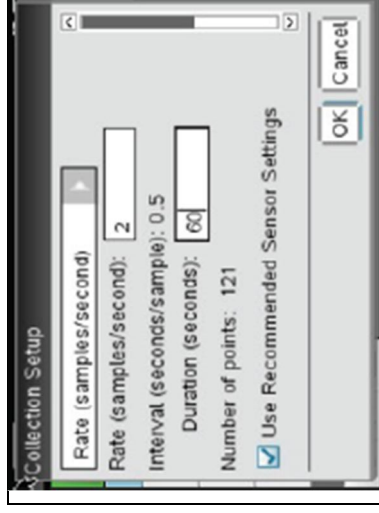 Collection Setup
Rate (samples/second)
Rate (samples/second): 2
Interval (seconds/sample): 0.5
Duration (seconds): 60
Number of points: 121
Use Recommended Sensor Settings
OK Cancel